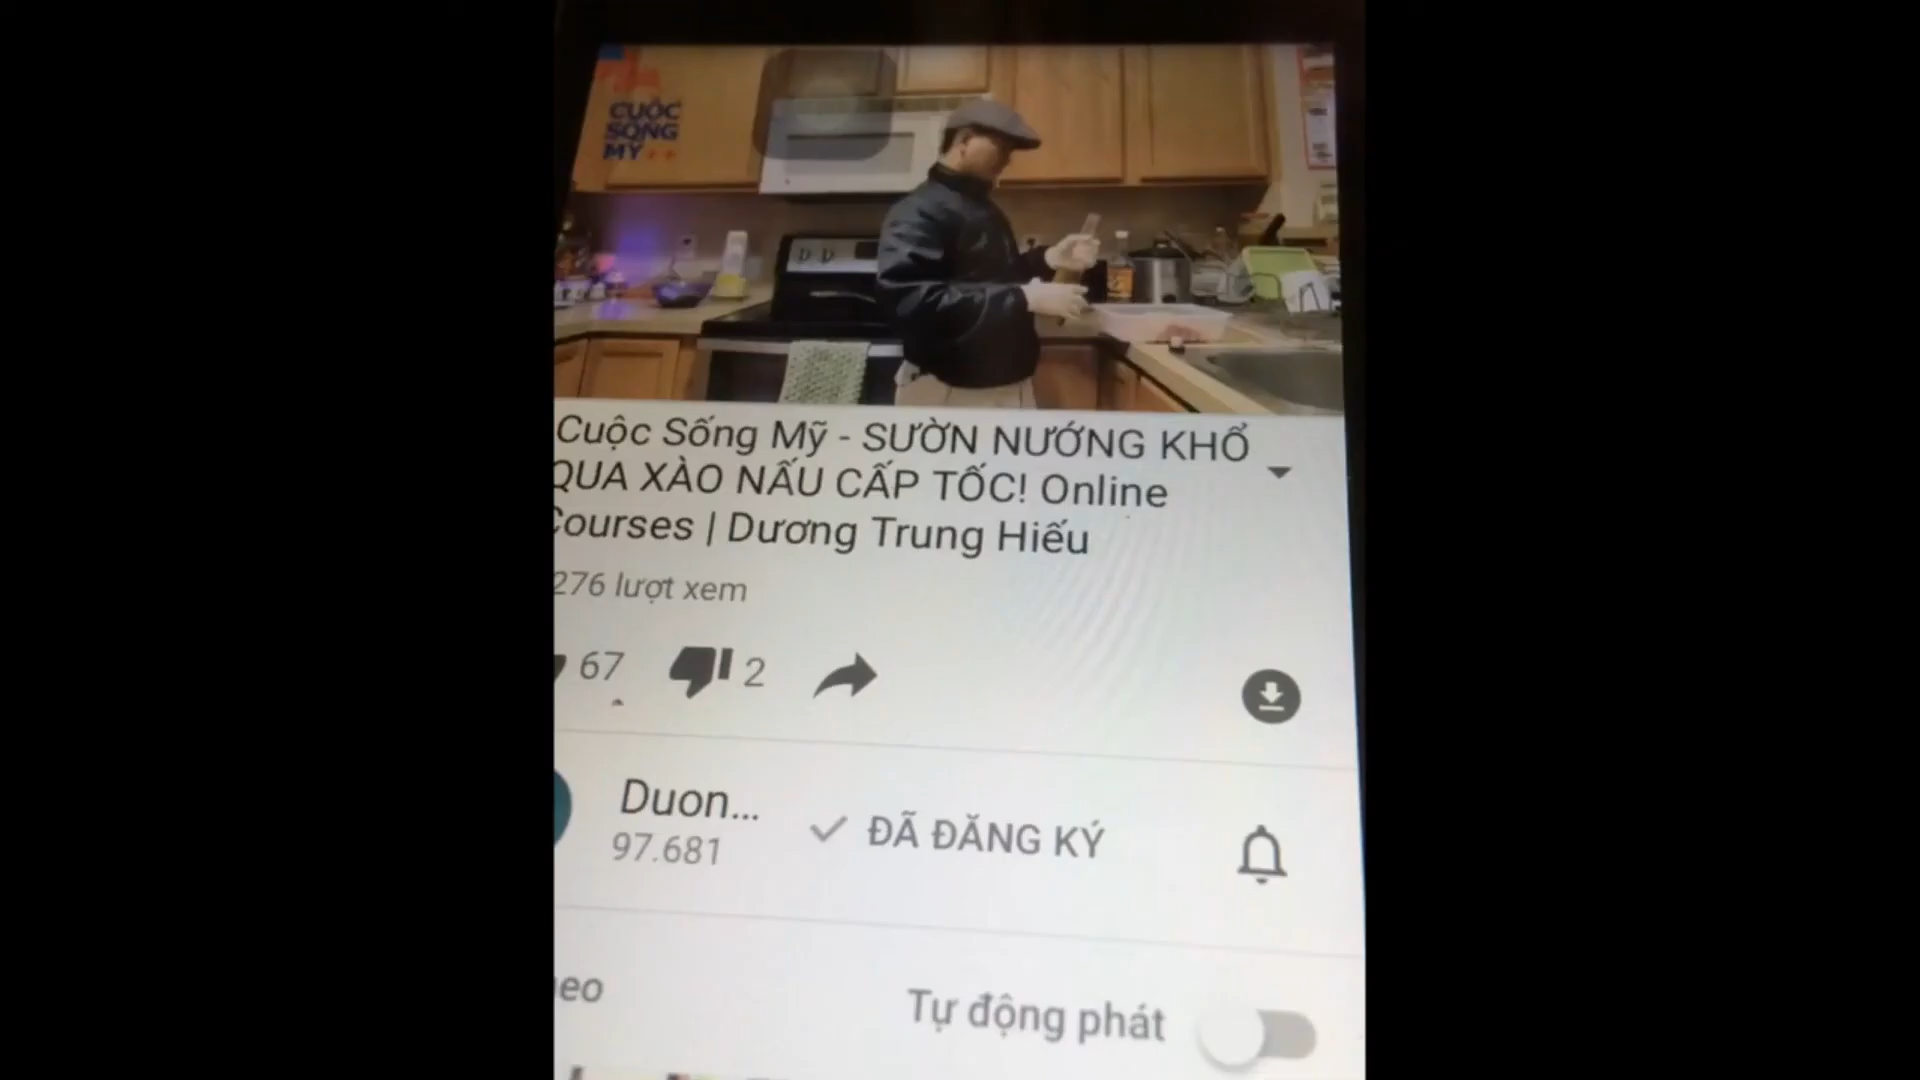 CUỘC
SỐNG
MỸ
Cuộc Sống Mỹ - SƯỜN NƯỚNG KHỔ
QUA XÀO NẤU CẤP TỐC! Online
Courses | Dương Trung Hiếu
276 lượt xem
67 2
Duon...
ĐÃ ĐĂNG KÝ
97.681
Tự động phát